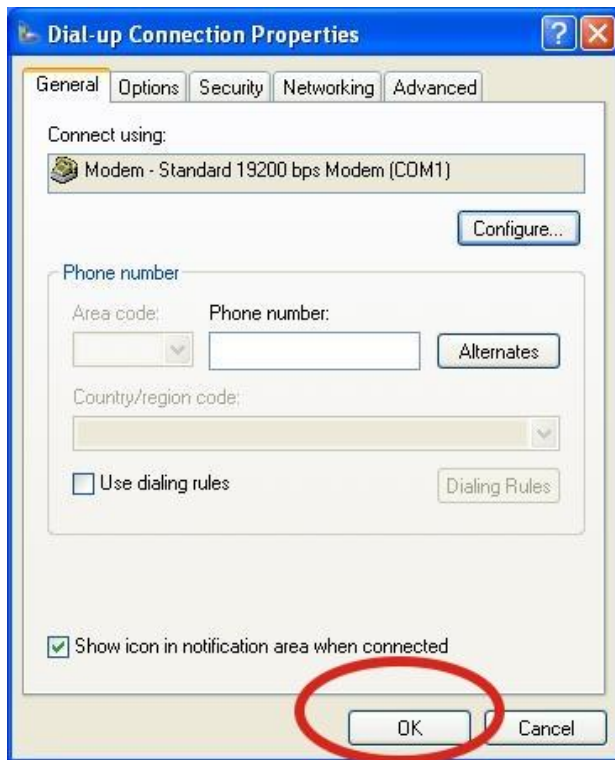 Dial-up Connection Properties
General Options Security Networking Advanced
Connect using:
Modem - Standard 19200 bps Modem (COM1)
Configure...
Phone number
Area code: Phone number:
Alternates
Country/region code:
Use dialing rules Dialing Rules
Show icon in notification area when connected
OK Cancel